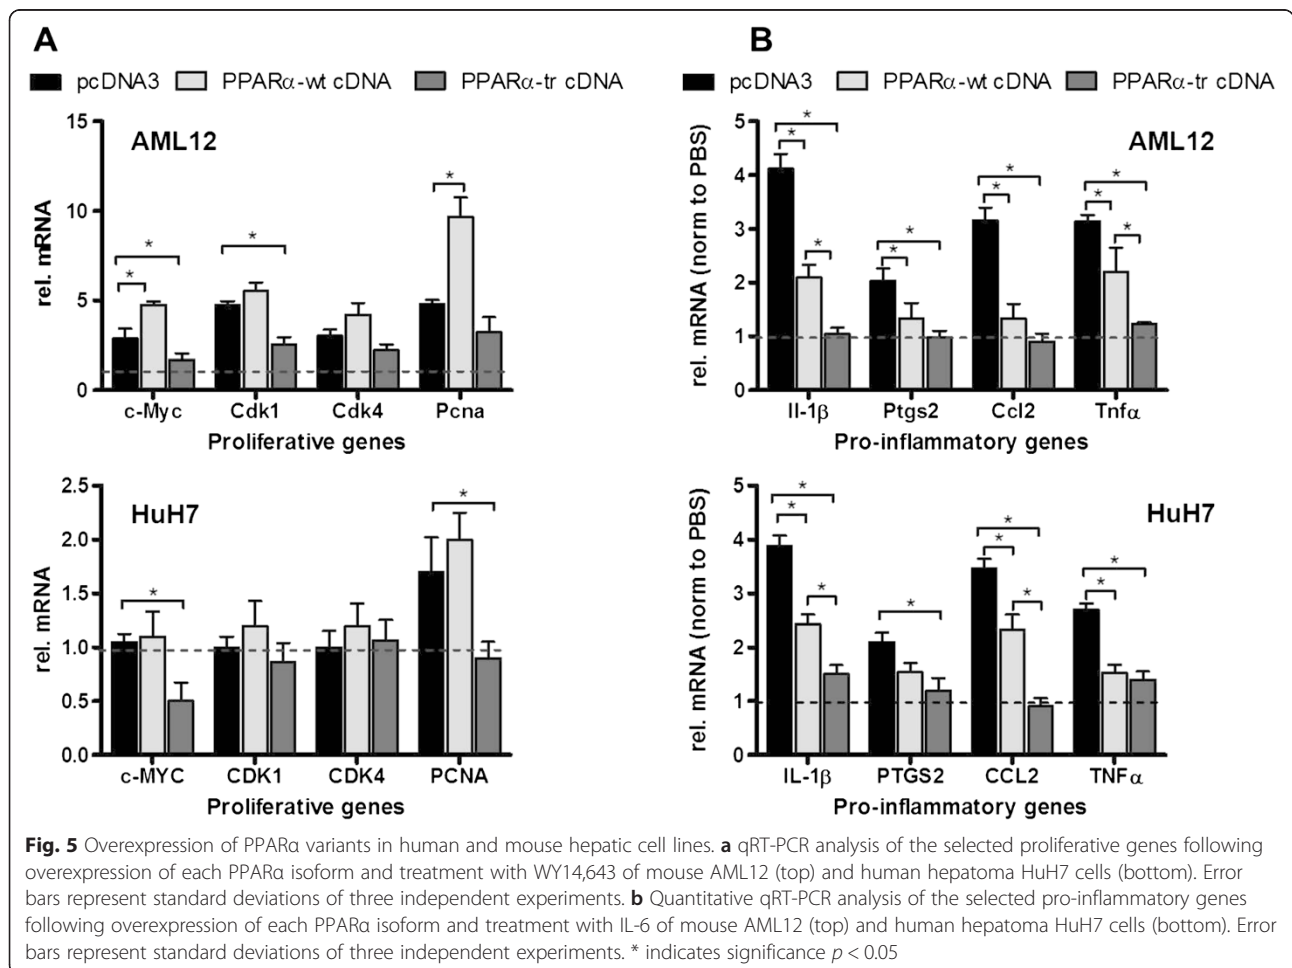 A
pcDNA3 PPARα-wt cDNA PPARα-tr cDNA
AML12
rel. mRNA
15
10
5
0
* * * *
c-Myc Cdk1 Cdk4 Pcna
Proliferative genes
HuH7
rel. mRNA
2.5
2.0
1.5
1.0
0.5
0.0
* *
c-MYC CDK1 CDK4 PCNA
Proliferative genes
B
pcDNA3 PPARα-wt cDNA PPARα-tr cDNA
AML12
rel. mRNA (norm to PBS)
5
4
3
2
1
0
* * * * * * * * * *
Il-1β Ptgs2 Ccl2 Tnfα
Pro-inflammatory genes
HuH7
rel. mRNA (norm to PBS)
5
4
3
2
1
0
* * * * * * * * *
IL-1β PTGS2 CCL2 TNFα
Pro-inflammatory genes
Fig. 5 Overexpression of PPARα variants in human and mouse hepatic cell lines. a qRT-PCR analysis of the selected proliferative genes following
overexpression of each PPARα isoform and treatment with WY14,643 of mouse AML12 (top) and human hepatoma HuH7 cells (bottom). Error
bars represent standard deviations of three independent experiments. b Quantitative qRT-PCR analysis of the selected pro-inflammatory genes
following overexpression of each PPARα isoform and treatment with IL-6 of mouse AML12 (top) and human hepatoma HuH7 cells (bottom). Error
bars represent standard deviations of three independent experiments. * indicates significance p < 0.05